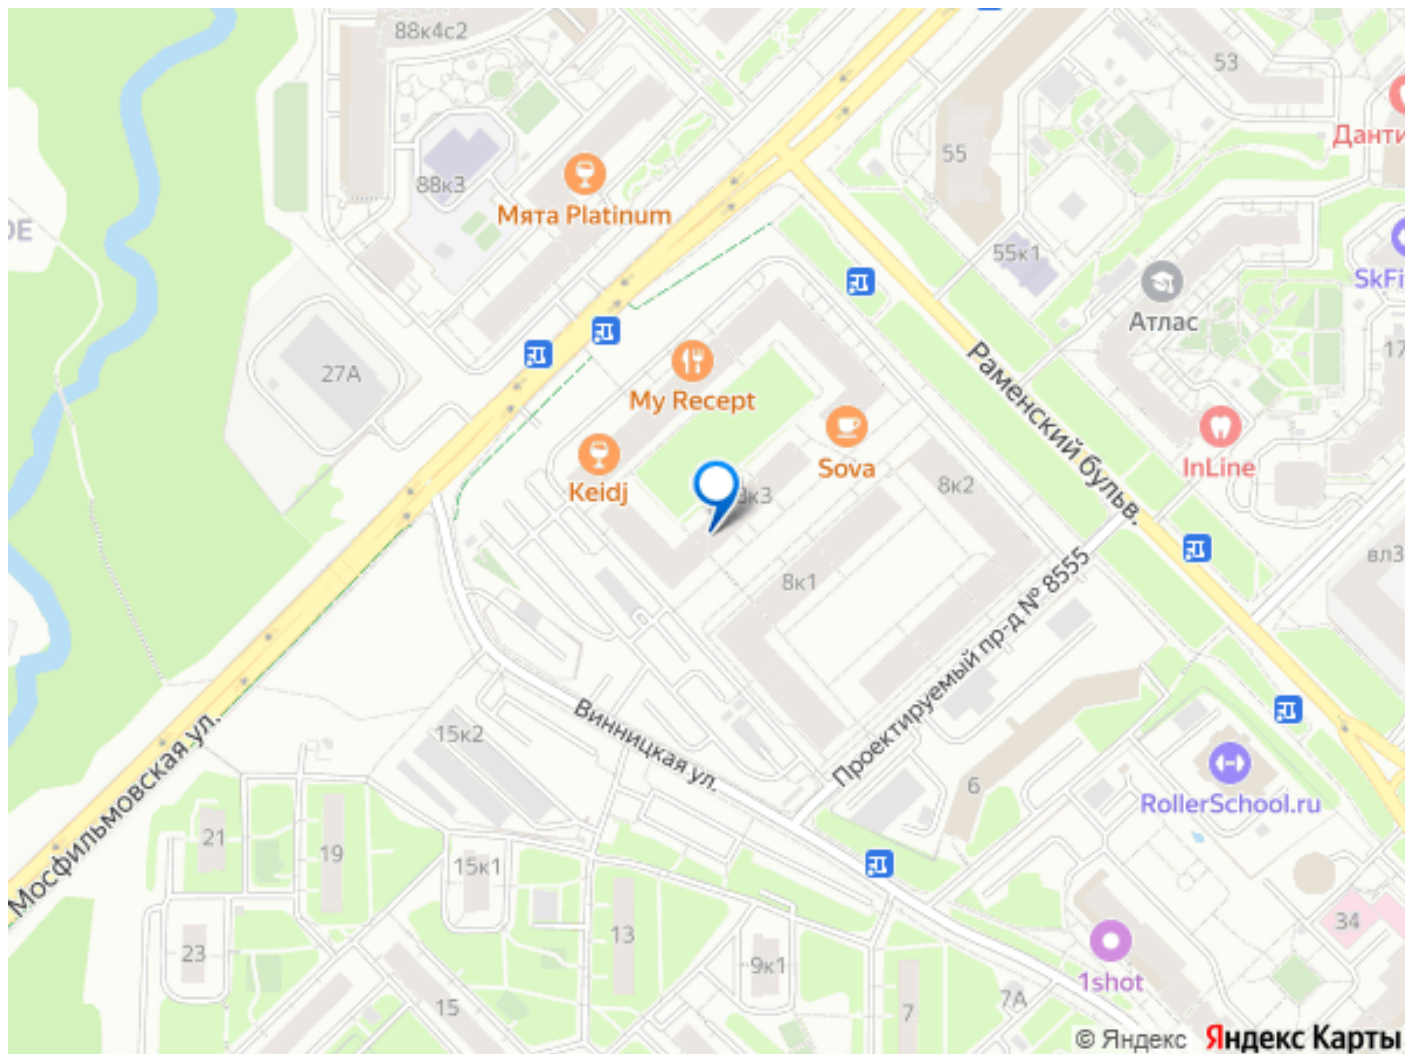 88к4с2
53
Данти
55
88к3
Мята Platinum
ОЕ
55к1
SkFi
Атлас
17
27А
Раменский бульв.
My Recept
Sova
InLine
Keidj
8к3
8к2
вл3
8к1
Проектируемый пр-д № 8555
Мосфильмовская ул.
Винницкая ул.
15к2
6
RollerSchool.ru
21
19
15к1
34
13
23
9к1
1shot
15
7
7А
© Яндекс Яндекс Карты